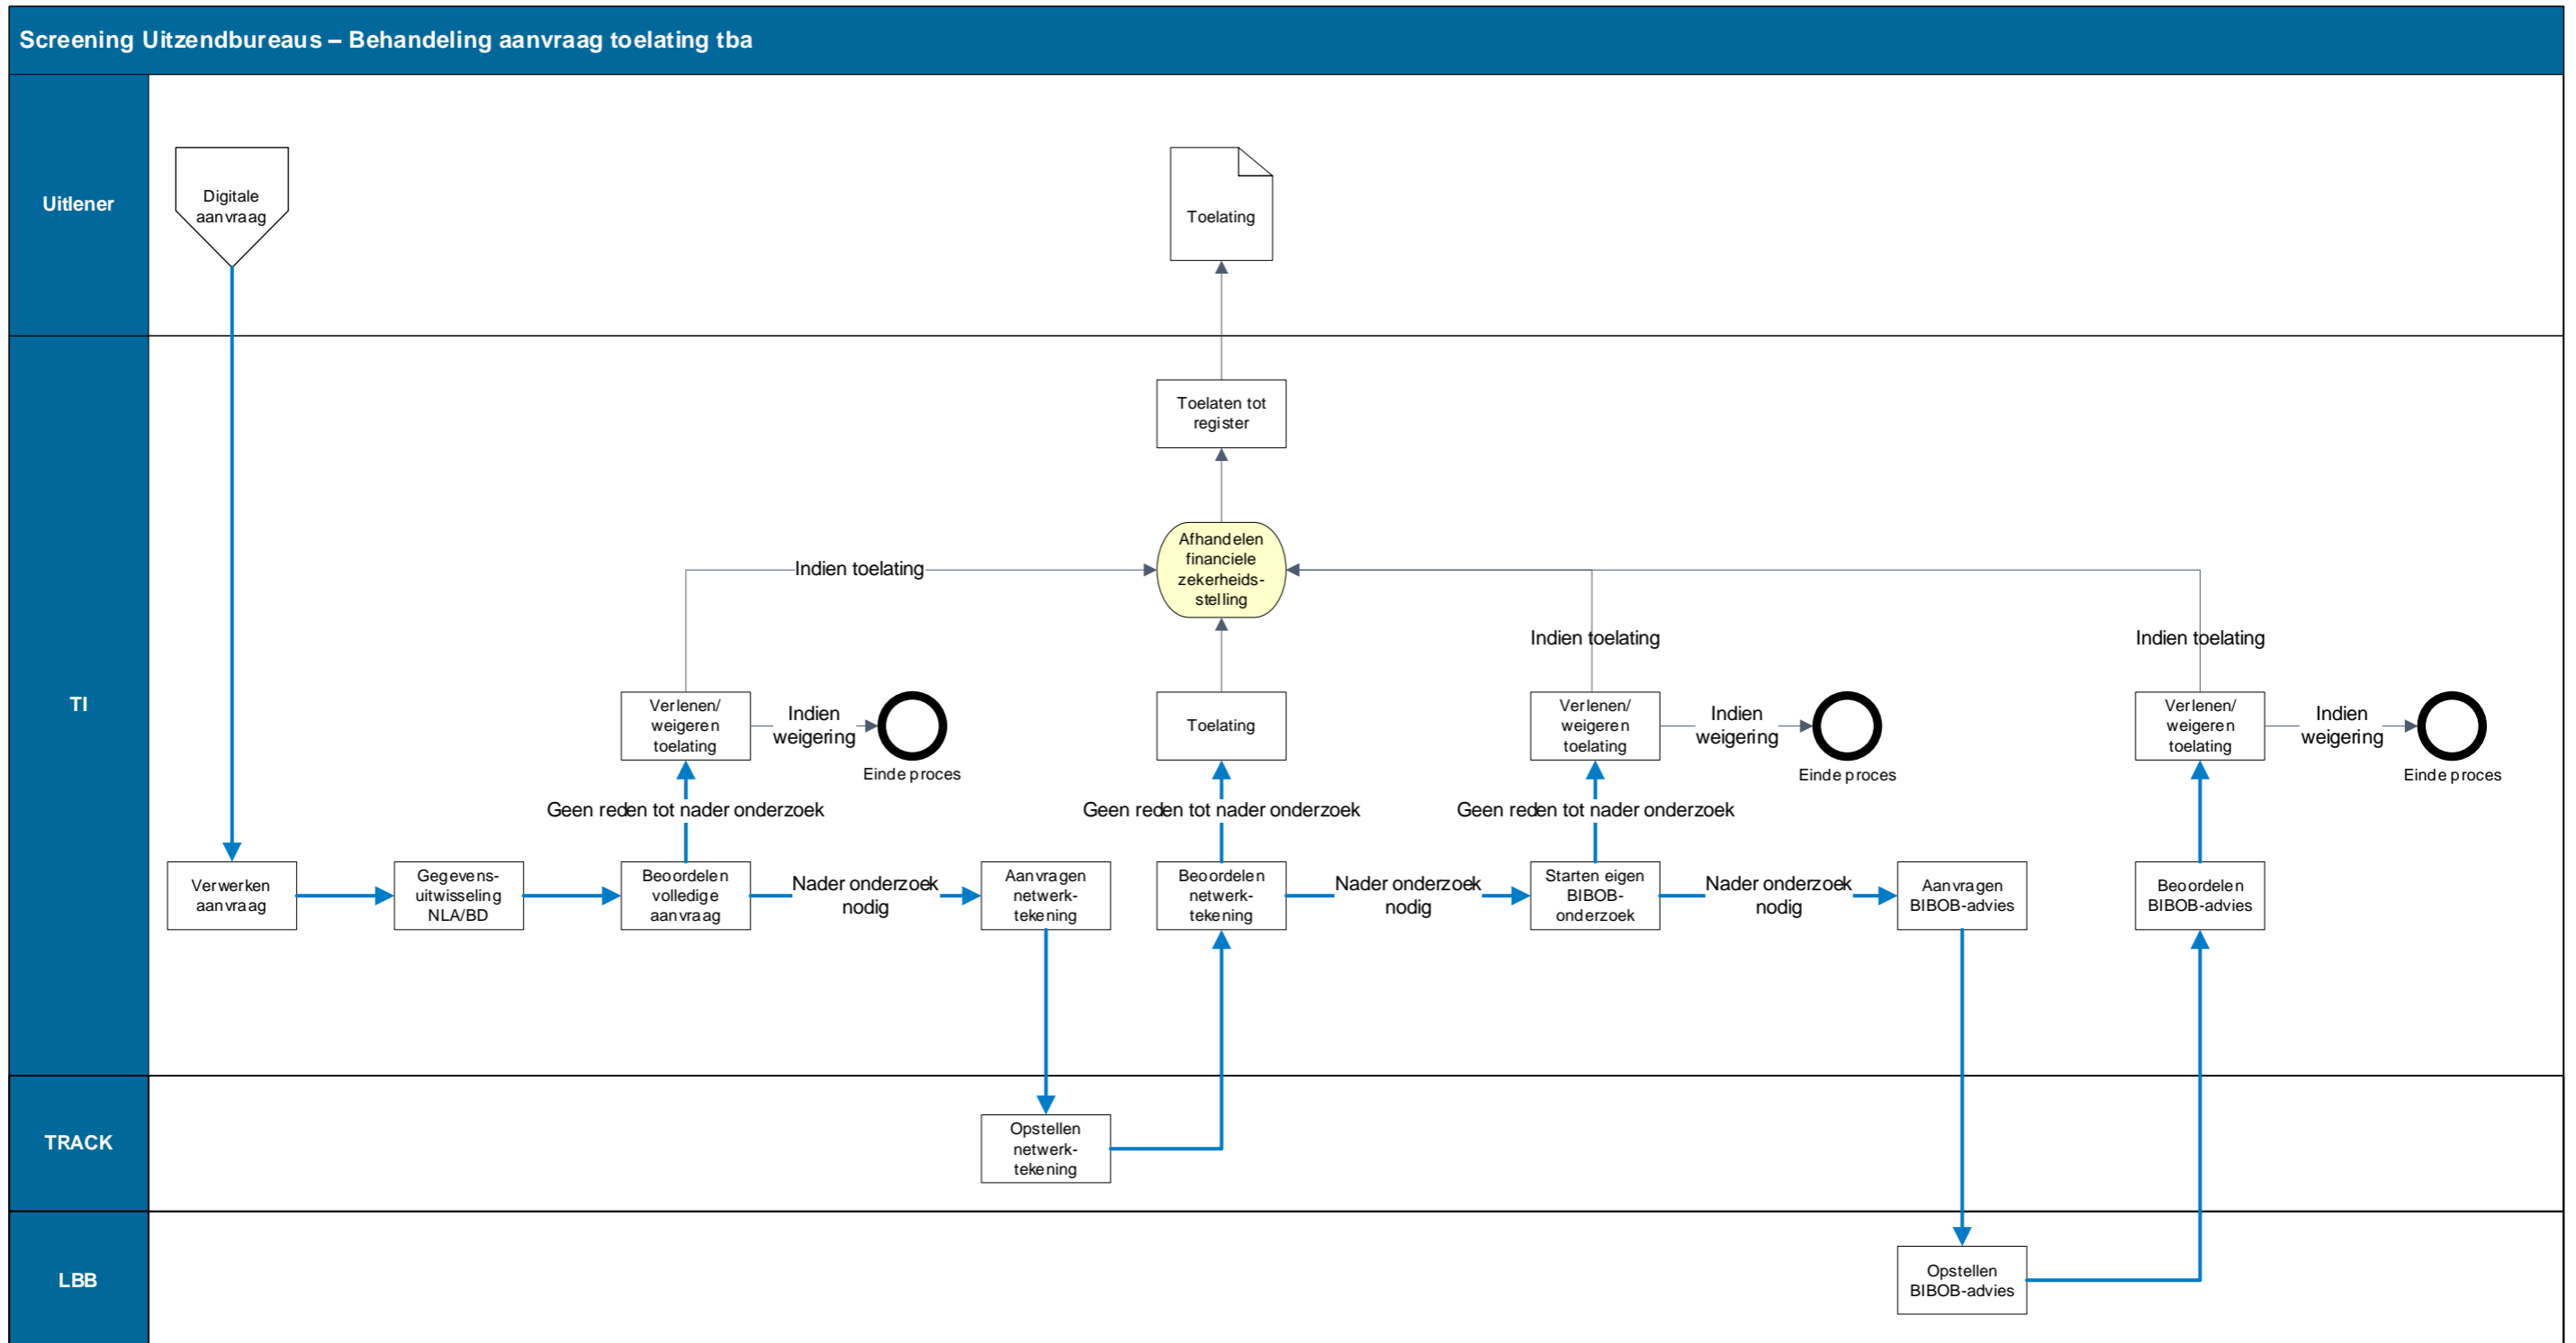 Screening Uitzendbureaus – Behandeling aanvraag toelating tba
Uitlener
Digitale
aanvraag
Toelating
TI
Toelaten tot
register
Afhandelen
financiele
zekerheids-
stelling
Indien toelating
Indien toelating
Indien toelating
Verlenen/
weigeren
toelating
Indien
weigering
Einde proces
Toelating
Verlenen/
weigeren
toelating
Indien
weigering
Einde proces
Verlenen/
weigeren
toelating
Indien
weigering
Einde proces
Geen reden tot nader onderzoek
Geen reden tot nader onderzoek
Geen reden tot nader onderzoek
Verwerken
aanvraag
Gegevens-
uitwisseling
NLA/BD
Beoordelen
volledige
aanvraag
Nader onderzoek
nodig
Aanvragen
netwerk-
tekening
Beoordelen
netwerk-
tekening
Nader onderzoek
nodig
Starten eigen
BIBOB-
onderzoek
Nader onderzoek
nodig
Aanvragen
BIBOB-advies
Beoordelen
BIBOB-advies
TRACK
Opstellen
netwerk-
tekening
LBB
Opstellen
BIBOB-advies